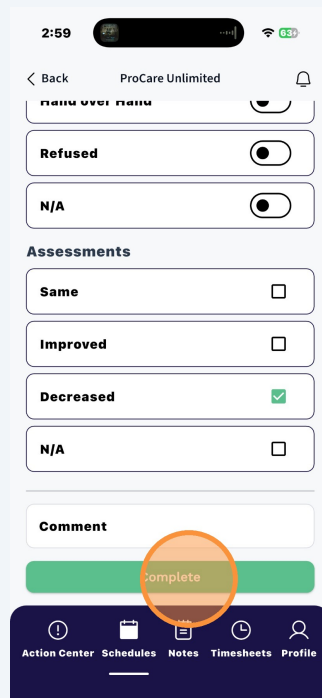 2:59
63
Back ProCare Unlimited
Hand over Hand
Refused
N/A
Assessments
Same
Improved
Decreased
N/A
Comment
Complete
Action Center Schedules Notes Timesheets Profile